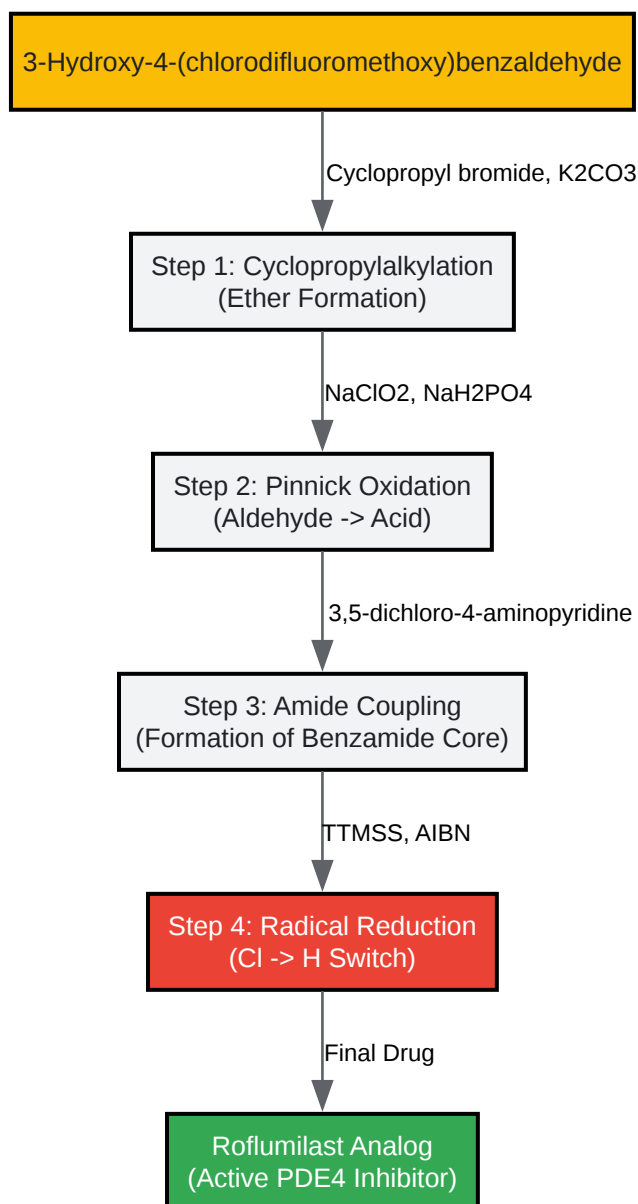 3-Hydroxy-4-(chlorodifluoromethoxy)benzaldehyde
Cyclopropyl bromide, K2CO3
Step 1: Cyclopropylalkylation
(Ether Formation)
NaClO2, NaH2PO4
Step 2: Pinnick Oxidation
(Aldehyde -> Acid)
3,5-dichloro-4-aminopyridine
Step 3: Amide Coupling
(Formation of Benzamide Core)
TTMSS, AIBN
Step 4: Radical Reduction
(Cl -> H Switch)
Final Drug
Roflumilast Analog
(Active PDE4 Inhibitor)